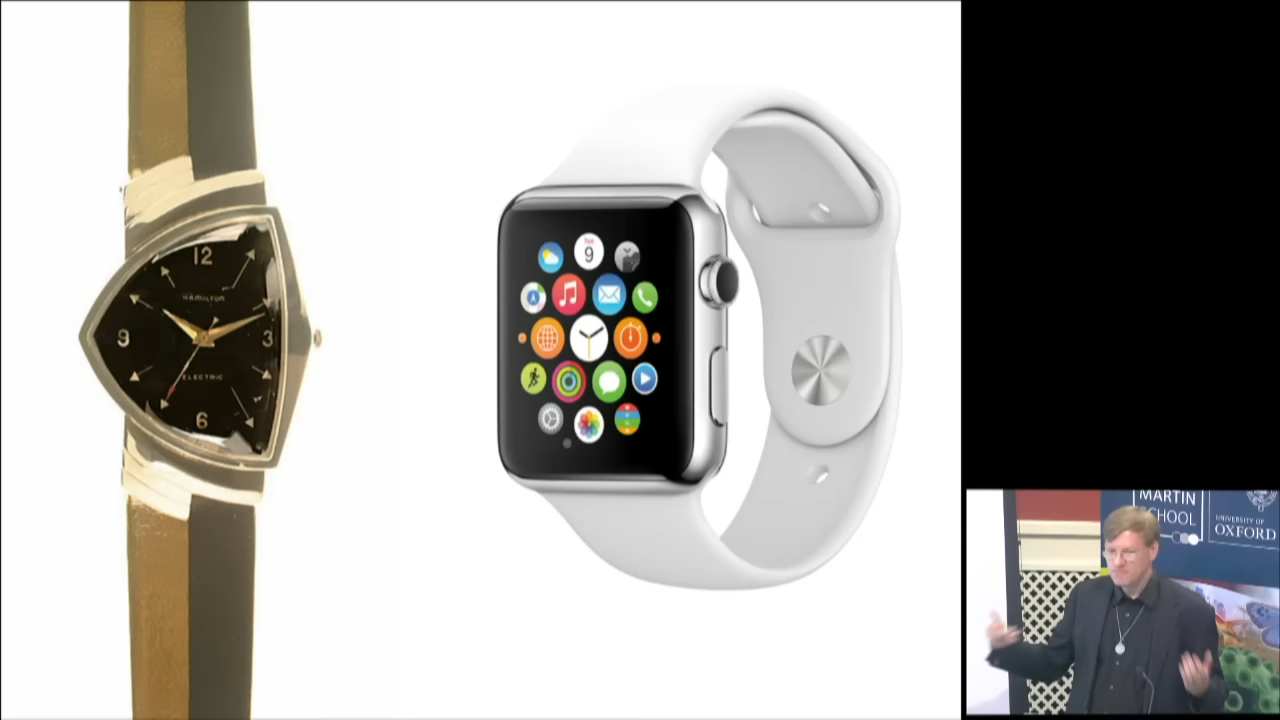 12
HAMILTON
9
3
ELECTRIC
6
9
MARTIN
SCHOOL
UNIVERSITY OF
OXFORD